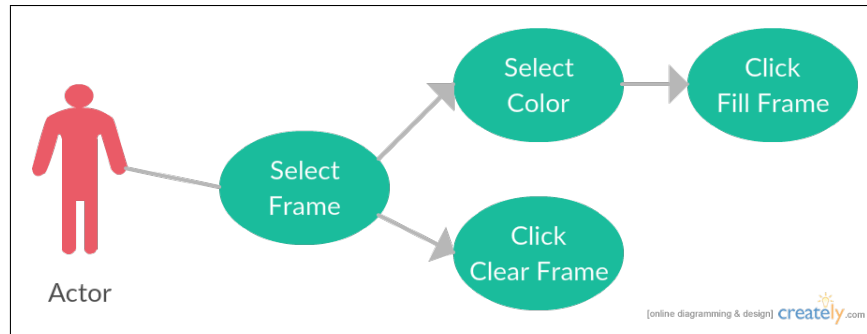 Select
Color
Click
Fill Frame
Select
Frame
Click
Clear Frame
Actor
[online diagramming & design] creately.com